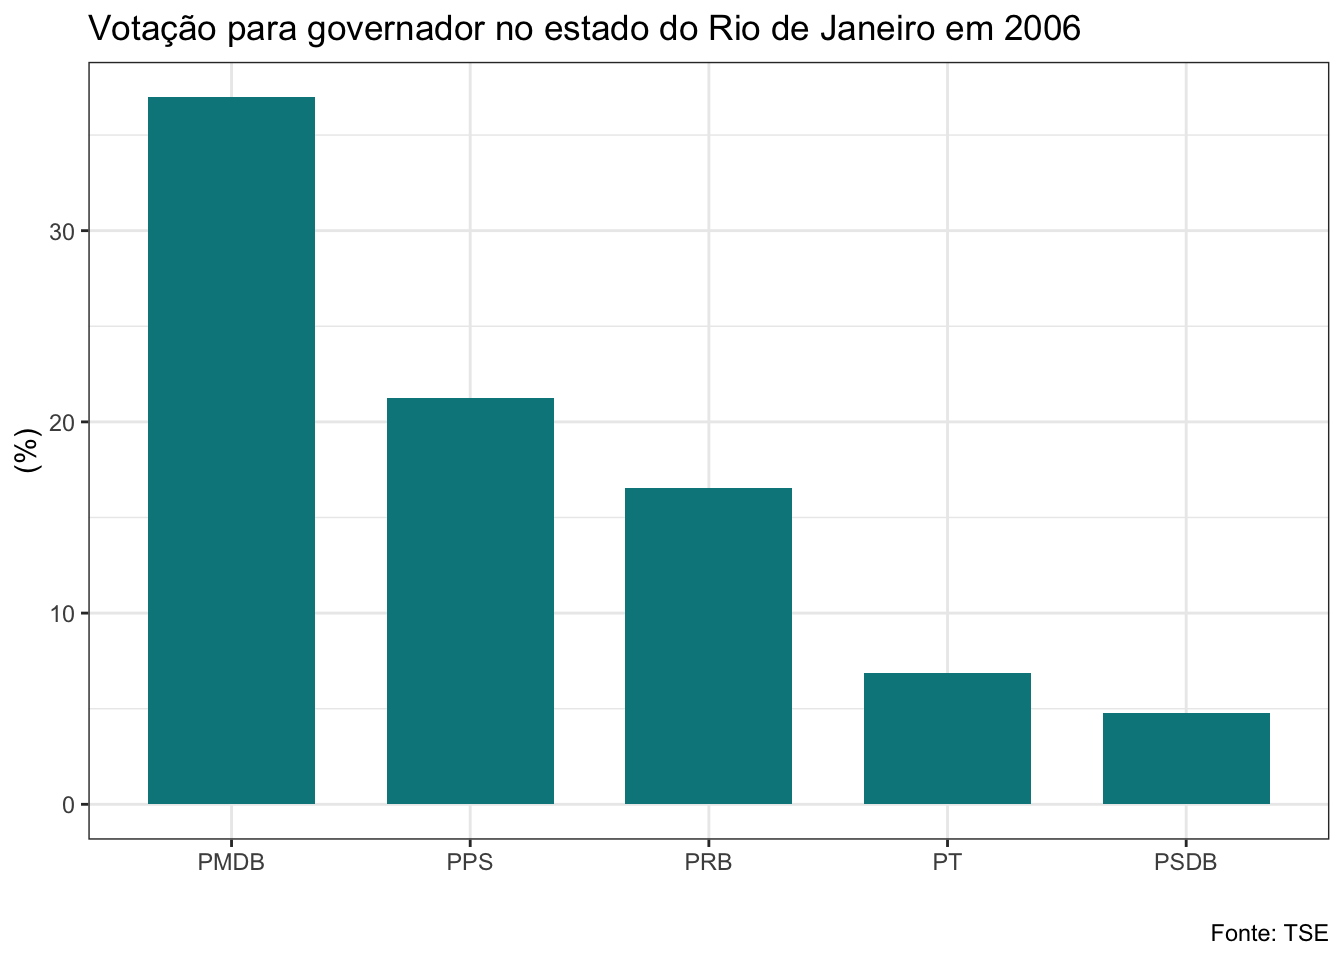 Votação para governador no estado do Rio de Janeiro em 2006
(%)
30
20
10
0
PMDB PPS PRB PT PSDB
Fonte: TSE